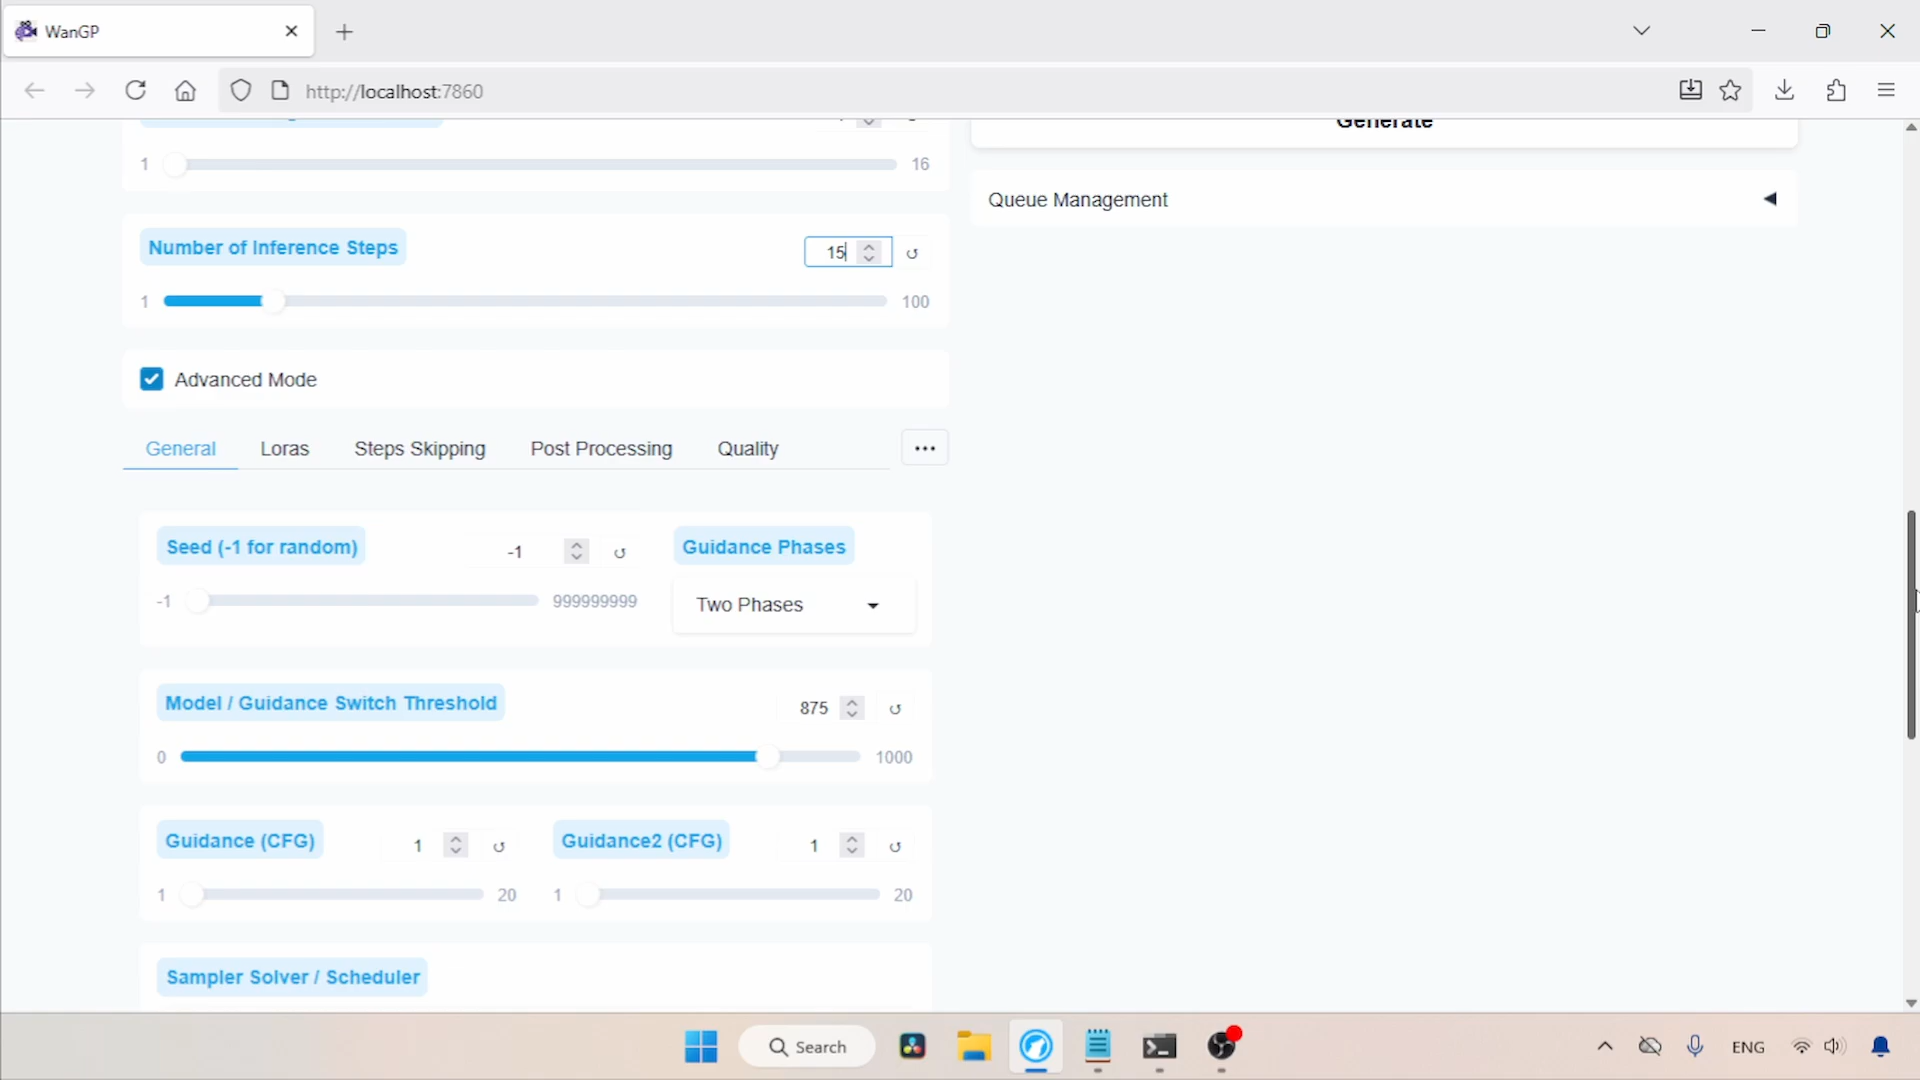 WanGP
http://localhost:7860
Generate
1 16
Queue Management
Number of Inference Steps 15
1 100
Advanced Mode
General Loras Steps Skipping Post Processing Quality
Seed (-1 for random) -1 Guidance Phases
-1 999999999 Two Phases
Model / Guidance Switch Threshold 875
0 1000
Guidance (CFG) 1 Guidance2 (CFG) 1
1 20 1 20
Sampler Solver / Scheduler
Search ENG